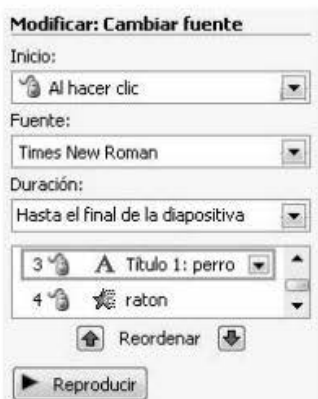 Modificar: Cambiar fuente
Inicio:
Al hacer clic
Fuente:
Times New Roman
Duración:
Hasta el final de la diapositiva
3 A Título 1: perro
4 raton
Reordenar
Reproducir